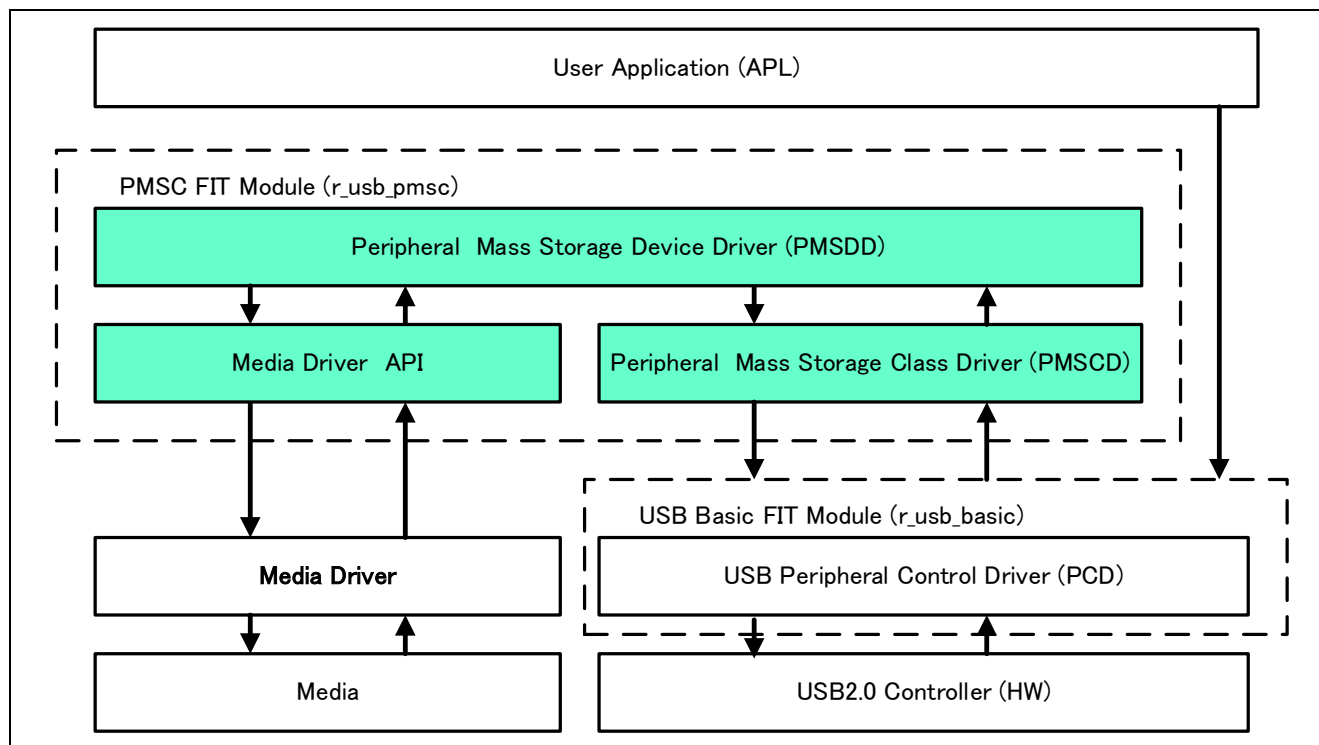 User Application (APL)
PMSC FIT Module (r_usb_pmsc)
Peripheral Mass Storage Device Driver (PMSDD)
Media Driver API
Peripheral Mass Storage Class Driver (PMSCD)
USB Basic FIT Module (r_usb_basic)
Media Driver
USB Peripheral Control Driver (PCD)
Media
USB2.0 Controller (HW)